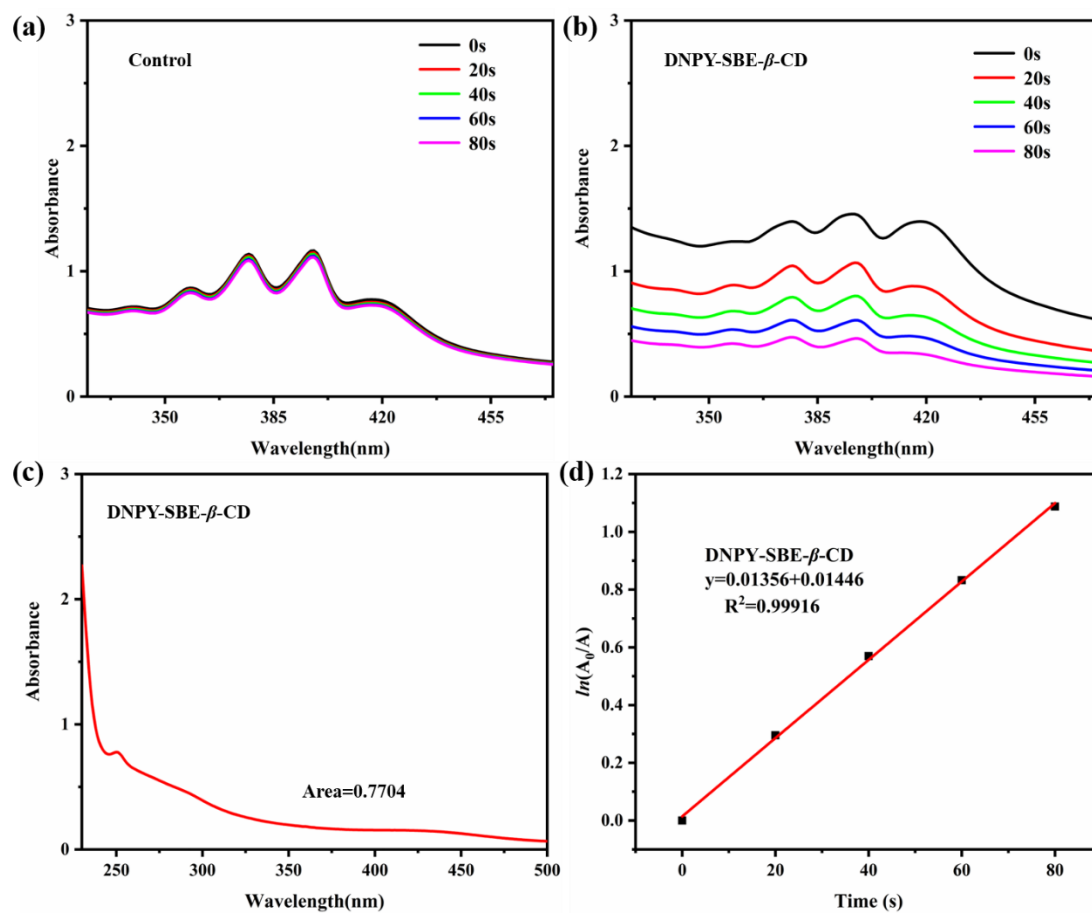 (a)
Control
0s
20s
40s
60s
80s
Absorbance
3
2
1
0
350
385
420
455
Wavelength(nm)
(b)
DNPY-SBE-β-CD
0s
20s
40s
60s
80s
Absorbance
3
2
1
0
350
385
420
455
Wavelength(nm)
(c)
DNPY-SBE-β-CD
Area=0.7704
Absorbance
3
2
1
0
250
300
350
400
450
500
Wavelength(nm)
(d)
DNPY-SBE-β-CD
y=0.01356+0.01446
R²=0.99916
ln(A₀/A)
1.2
1.0
0.8
0.6
0.4
0.2
0.0
0
20
40
60
80
Time (s)